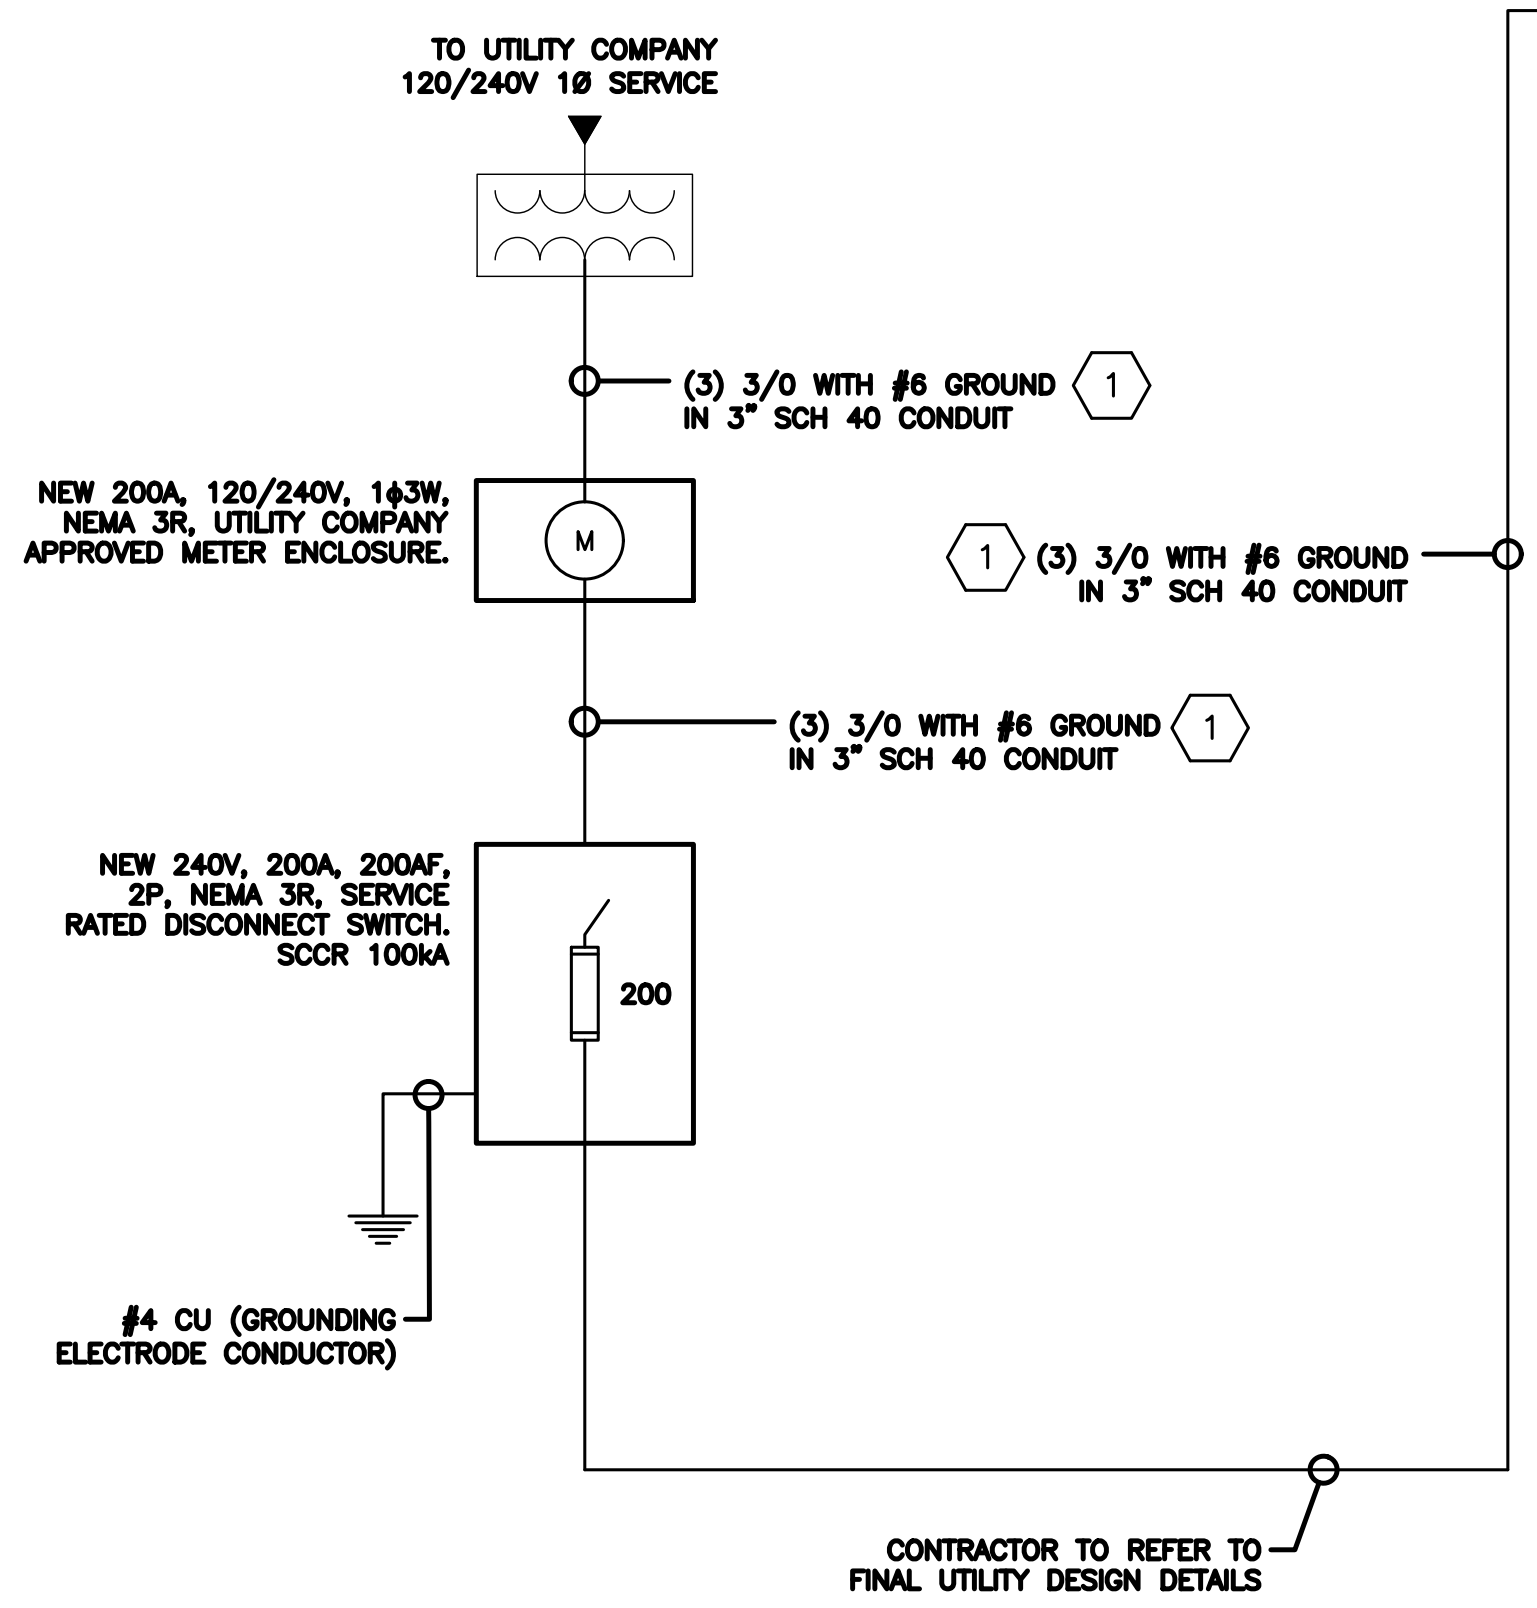 TO UTILITY COMPANY
120/240V 1Ø SERVICE
(3) 3/0 WITH #6 GROUND
IN 3" SCH 40 CONDUIT
1
NEW 200A, 120/240V, 1ϕ3W,
NEMA 3R, UTILITY COMPANY
APPROVED METER ENCLOSURE.
M
1
(3) 3/0 WITH #6 GROUND
IN 3" SCH 40 CONDUIT
(3) 3/0 WITH #6 GROUND
IN 3" SCH 40 CONDUIT
1
NEW 240V, 200A, 200AF,
2P, NEMA 3R, SERVICE
RATED DISCONNECT SWITCH.
SCCR 100kA
200
#4 CU (GROUNDING
ELECTRODE CONDUCTOR)
CONTRACTOR TO REFER TO
FINAL UTILITY DESIGN DETAILS